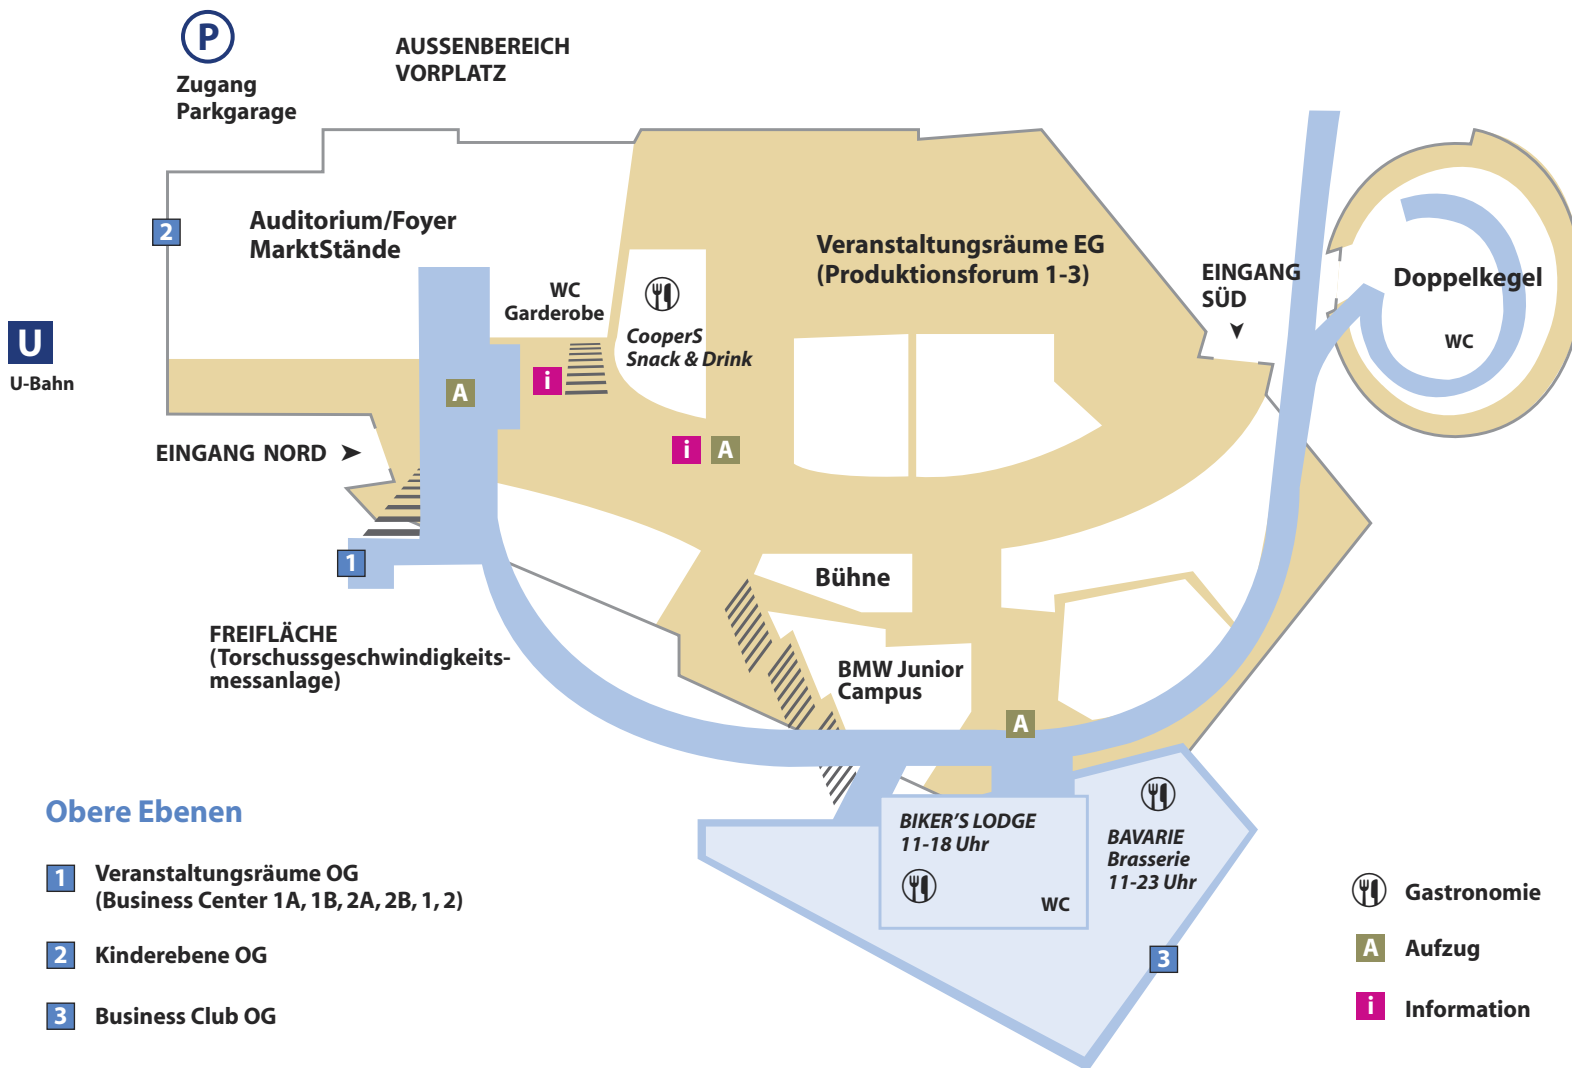 P
Zugang
Parkgarage
AUSSENBEREICH
VORPLATZ
2
Auditorium/Foyer
MarktStände
WC
Garderobe
CooperS
Snack & Drink
Veranstaltungsräume EG
(Produktionsforum 1-3)
EINGANG
SÜD
Doppelkegel
WC
U
U-Bahn
A
i
i
A
EINGANG NORD
1
Bühne
FREIFLÄCHE
(Torschussgeschwindigkeits-
messanlage)
BMW Junior
Campus
A
BIKER'S LODGE
11-18 Uhr
WC
BAVARIE
Brasserie
11-23 Uhr
3
Obere Ebenen
1 Veranstaltungsräume OG
(Business Center 1A, 1B, 2A, 2B, 1, 2)
2 Kinderebene OG
3 Business Club OG
Gastronomie
A Aufzug
i Information